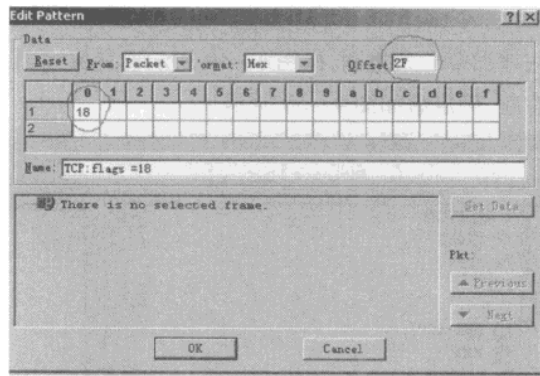 Edit Pattern
Data
Reset From: Packet 'ormat: Hex Offset 2F
0 1 2 3 4 5 6 7 8 9 a b c d e f
1 18
2
Name: TCP:flags =18
There is no selected frame.
Set Data
Pkt:
Previous
Next
OK Cancel